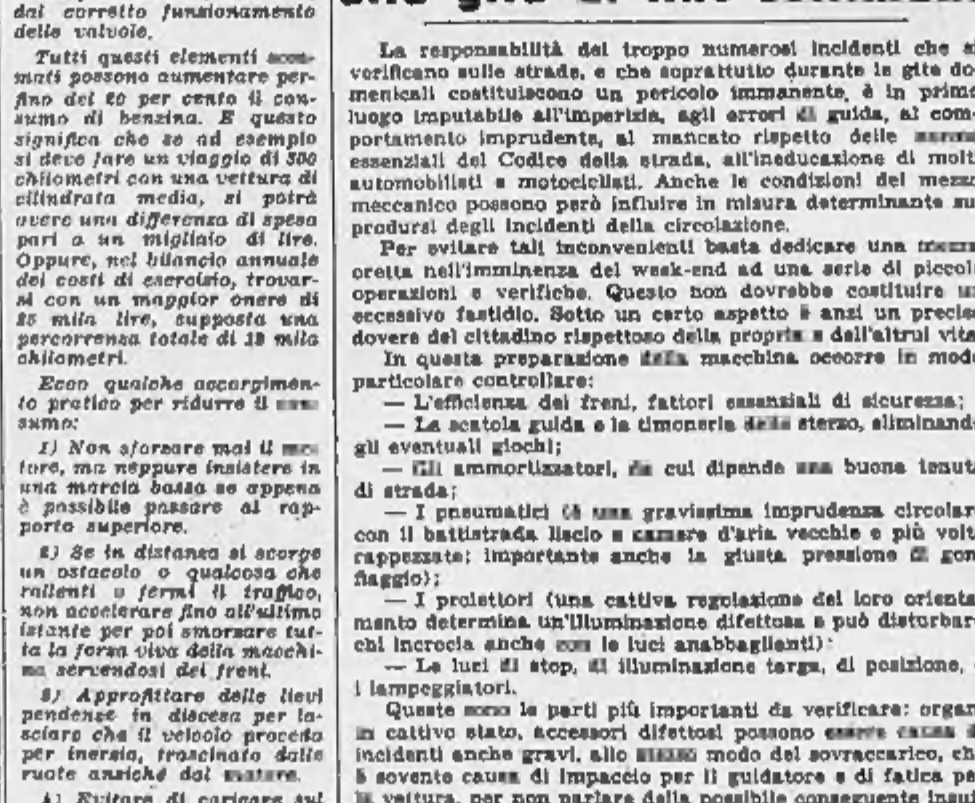 dal corretto funzionamento
delle valvole.
Tutti questi elementi
mati possono aumentare per-
fino del 20 per cento il con-
sumo di benzina. E questo
significa che se ad esempio
si deve fare un viaggio di 300
chilometri con una vettura di
cilindrata media, si potrà
avere una differenza di spesa
pari a un migliaio di lire.
Oppure, nel bilancio annuale
dei costi di esercizio, trovar-
si con un maggior onere di
25 mila lire, supposta una
percorrenza totale di mila
chilometri.
Ecco qualche accorgimen-
to pratico per ridurre il con-
sumo:
1) Non sforzare mai il mo-
tore, ma neppure insistere in
una marcia bassa se appena
è possibile passare al rap-
porto superiore.
2) Se in distanza si scorge
un ostacolo o qualcosa che
rallenti o fermi il traffico,
non accelerare fino all'ultimo
istante per poi smorzare tut-
ta la forza viva della macchi-
na servendosi dei freni.
3) Approfittare delle lievi
pendenze in discesa per la-
sciare che il veicolo proceda
per inerzia, trascinato dalle
ruote anziché dal motore.
4) Evitare di caricare sul
La responsabilità dei troppo numerosi incidenti che si
verificano sulle strade, e che soprattutto durante le gite do-
menicali costituiscono un pericolo immanente, è in primo
luogo imputabile all'imperizia, agli errori di guida, al com-
portamento imprudente, al mancato rispetto delle norme
essenziali del Codice della strada, all'ineducazione di molti
automobilisti e motociclisti. Anche le condizioni del mezzo
meccanico possono però influire in misura determinante sul
prodursi degli incidenti della circolazione.
Per evitare tali inconvenienti basta dedicare una mezz'
oretta nell'imminenza del week-end ad una serie di piccole
operazioni e verifiche. Questo non dovrebbe costituire un
eccessivo fastidio. Sotto un certo aspetto è anzi un preciso
dovere del cittadino rispettoso della propria e dell'altrui vita.
In questa preparazione della macchina occorre in modo
particolare controllare:
— L'efficienza dei freni, fattori essenziali di sicurezza;
— La scatola guida e la timoneria dello sterzo, eliminando
gli eventuali giochi;
— Gli ammortizzatori, da cui dipende una buona tenuta
di strada;
— I pneumatici (è una gravissima imprudenza circolare
con il battistrada liscio e camere d'aria vecchie e più volte
rappezzate; importante anche la giusta pressione di gon-
fiaggio);
— I proiettori (una cattiva regolazione del loro orienta-
mento determina un'illuminazione difettosa e può disturbare
chi incrocia anche con le luci anabbaglienti);
— Le luci di stop, di illuminazione targa, di posizione,
i lampeggiatori.
Queste sono le parti più importanti da verificare: organi
in cattivo stato, accessori difettosi possono essere causa di
incidenti anche gravi, allo stesso modo del sovraccarico, che
è sovente causa di impaccio per il guidatore e di fatica per
la vettura, per non parlare della possibile conseguente